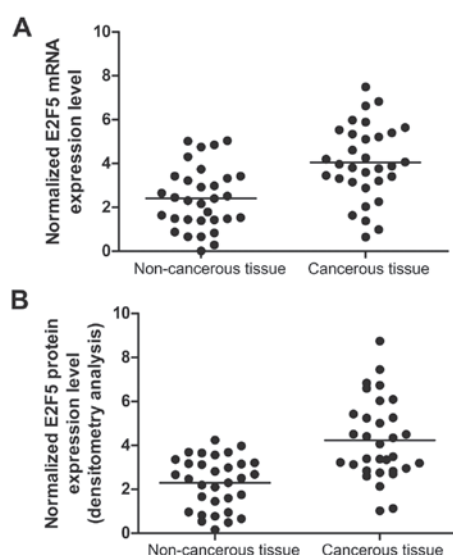 A
Normalized E2F5 mRNA
expression level
10
8
6
4
2
0
Non-cancerous tissue
Cancerous tissue
B
Normalized E2F5 protein
expression level
(densitometry analysis)
10
8
6
4
2
0
Non-cancerous tissue
Cancerous tissue